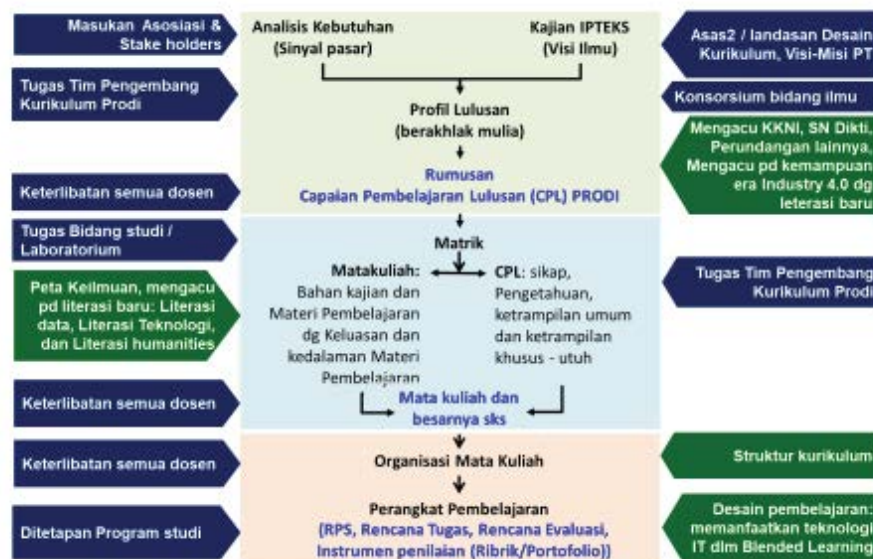 Masukan Asosiasi &
Stake holders
Analisis Kebutuhan
(Sinyal pasar)
Kajian IPTEKS
(Visi Ilmu)
Asas2 / landasan Desain
Kurikulum, Visi-Misi PT
Tugas Tim Pengembang
Kurikulum Prodi
Profil Lulusan
(berakhlak mulia)
Konsorsium bidang ilmu
Mengacu KKNI, SN Dikti,
Perundangan lainnya,
Mengacu pd kemampuan
era Industry 4.0 dg
leterasi baru
Keterlibatan semua dosen
Rumusan
Capaian Pembelajaran Lulusan (CPL) PRODI
Tugas Bidang studi /
Laboratorium
Matrik
Peta Keilmuan, mengacu
pd literasi baru: Literasi
data, Literasi Teknologi,
dan Literasi humanities
Matakuliah:
Bahan kajian dan
Materi Pembelajaran
dg Keluasan dan
kedalaman Materi
Pembelajaran
CPL: sikap,
Pengetahuan,
ketrampilan umum
dan ketrampilan
khusus - utuh
Tugas Tim Pengembang
Kurikulum Prodi
Keterlibatan semua dosen
Mata kuliah dan
besarnya sks
Keterlibatan semua dosen
Organisasi Mata Kuliah
Struktur kurikulum
Ditetapan Program studi
Perangkat Pembelajaran
(RPS, Rencana Tugas, Rencana Evaluasi,
Instrumen penilaian (Ribrik/Portofolio))
Desain pembelajaran:
memanfaatkan teknologi
IT dlm Blended Learning